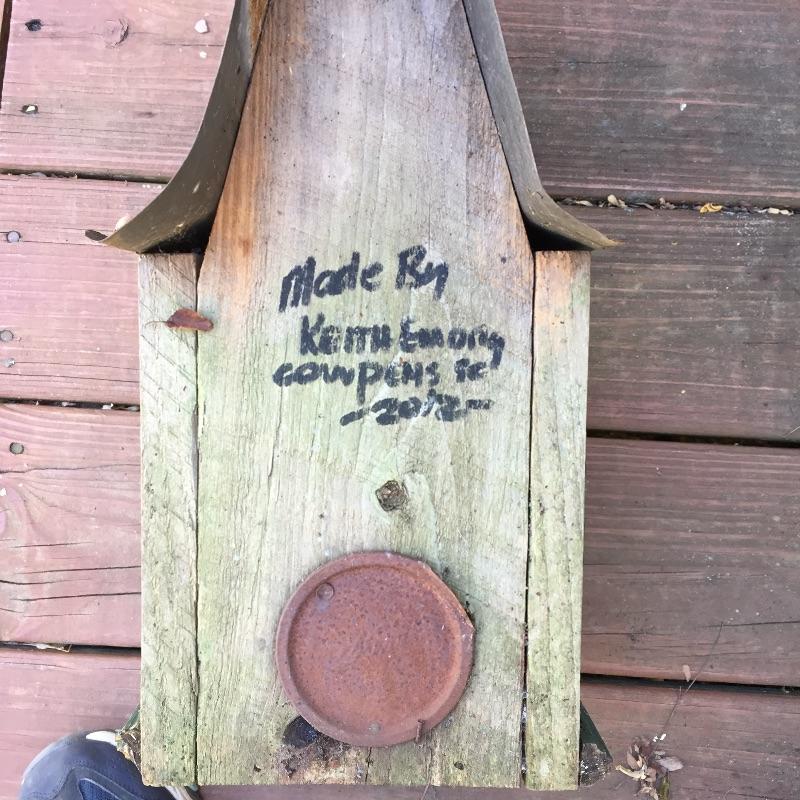 Made By
Keith Emory
Cowpens SC
-2012-